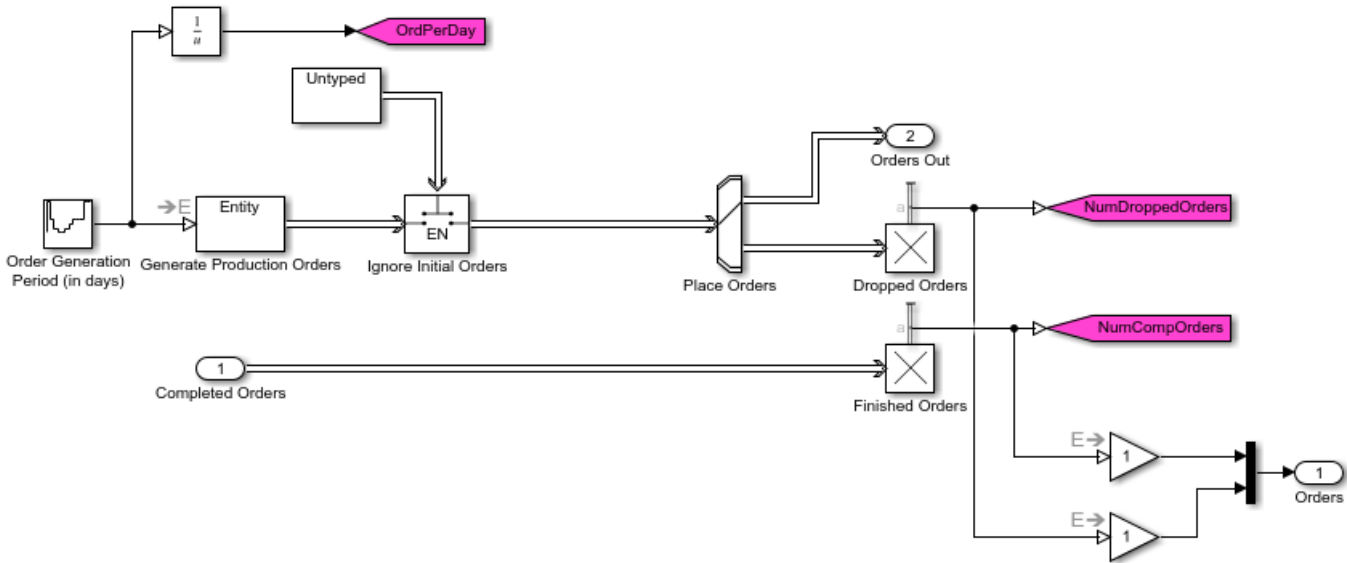 1
u
OrdPerDay
Untyped
2
Orders Out
E
Entity
EN
a
NumDroppedOrders
Order Generation
Period (in days)
Generate Production Orders
Ignore Initial Orders
Place Orders
Dropped Orders
a
NumCompOrders
1
Completed Orders
Finished Orders
E
1
1
Orders
E
1